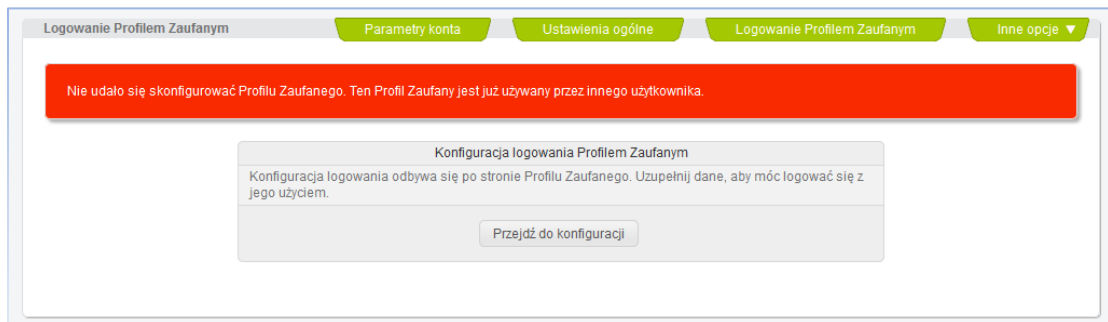 Logowanie Profilem Zaufanym
Parametry konta
Ustawienia ogólne
Logowanie Profilem Zaufanym
Inne opcje ▼
Nie udało się skonfigurować Profilu Zaufanego. Ten Profil Zaufany jest już używany przez innego użytkownika.
Konfiguracja logowania Profilem Zaufanym
Konfiguracja logowania odbywa się po stronie Profilu Zaufanego. Uzupełnij dane, aby móc logować się z
jego użyciem.
Przejdź do konfiguracji